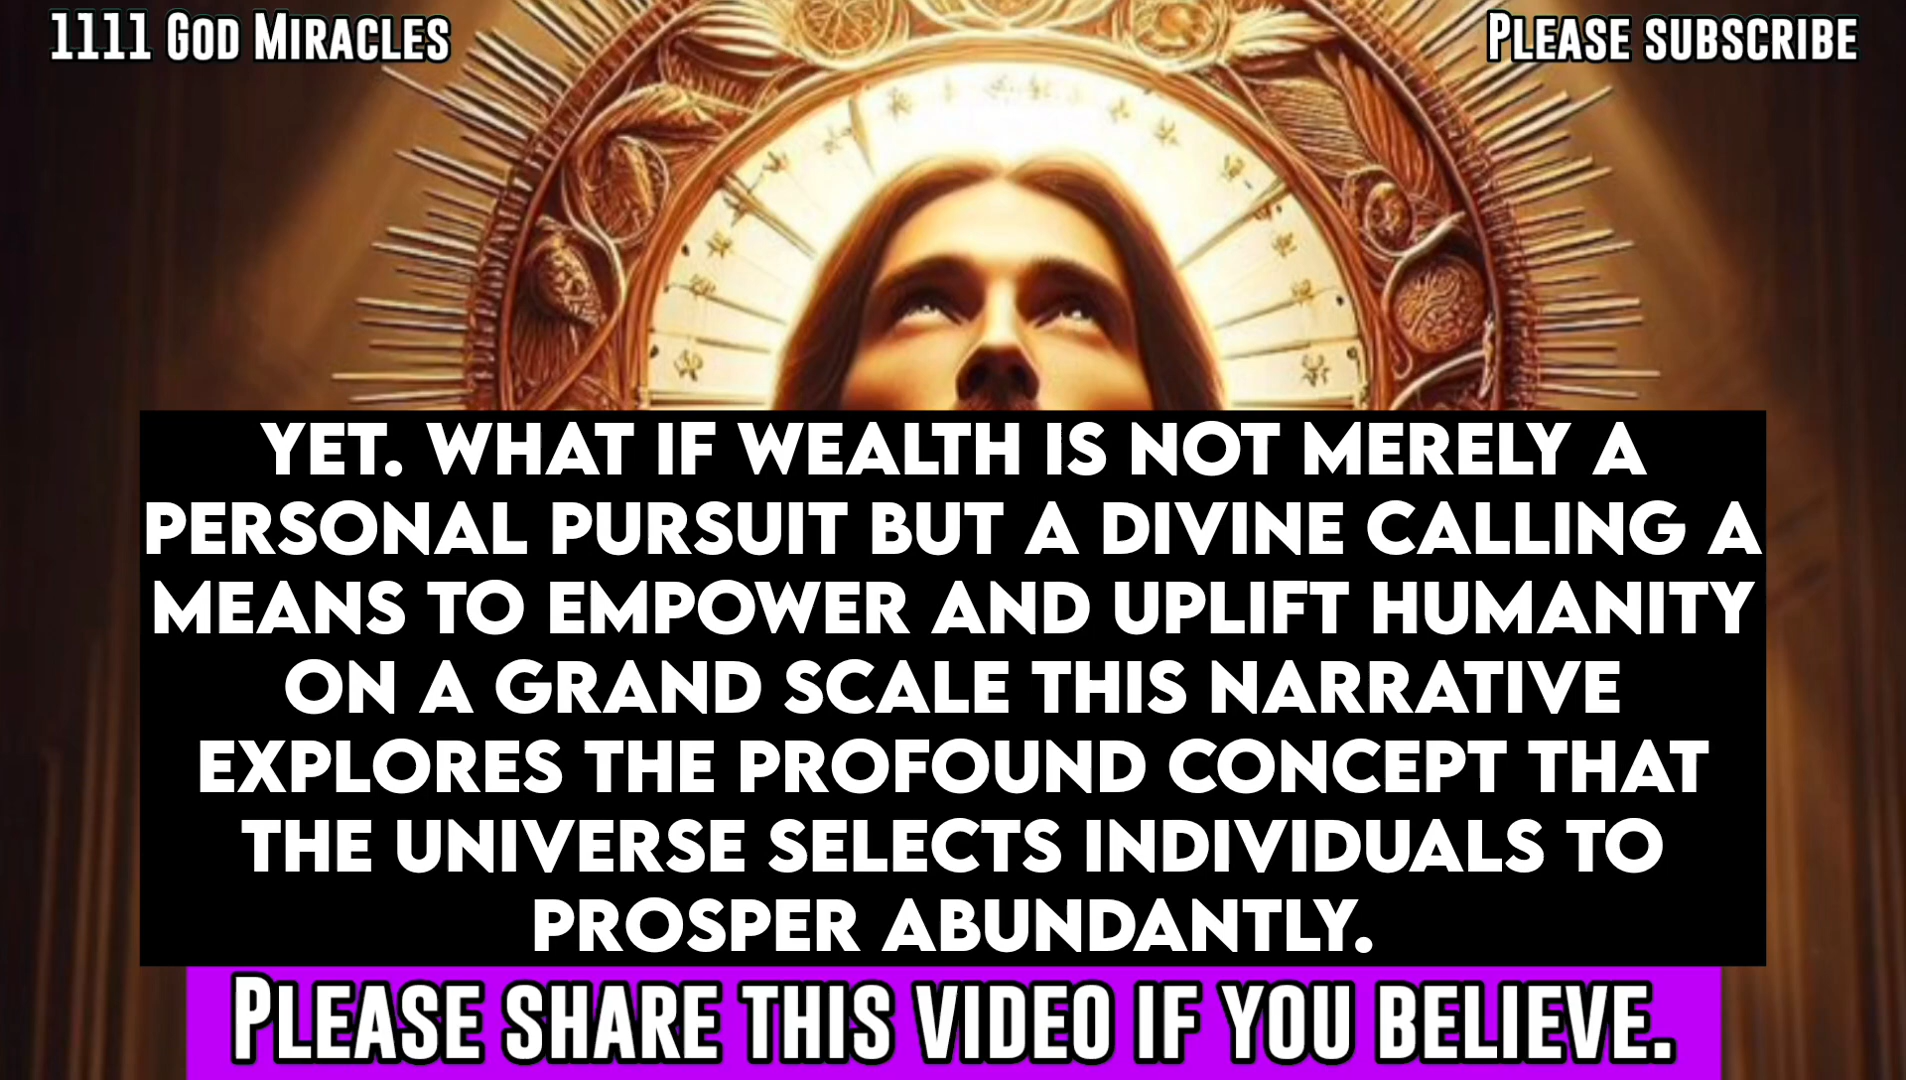 1111 God Miracles
Please subscribe
YET. WHAT IF WEALTH IS NOT MERELY A
PERSONAL PURSUIT BUT A DIVINE CALLING A
MEANS TO EMPOWER AND UPLIFT HUMANITY
ON A GRAND SCALE THIS NARRATIVE
EXPLORES THE PROFOUND CONCEPT THAT
THE UNIVERSE SELECTS INDIVIDUALS TO
PROSPER ABUNDANTLY.
Please share this video if you believe.